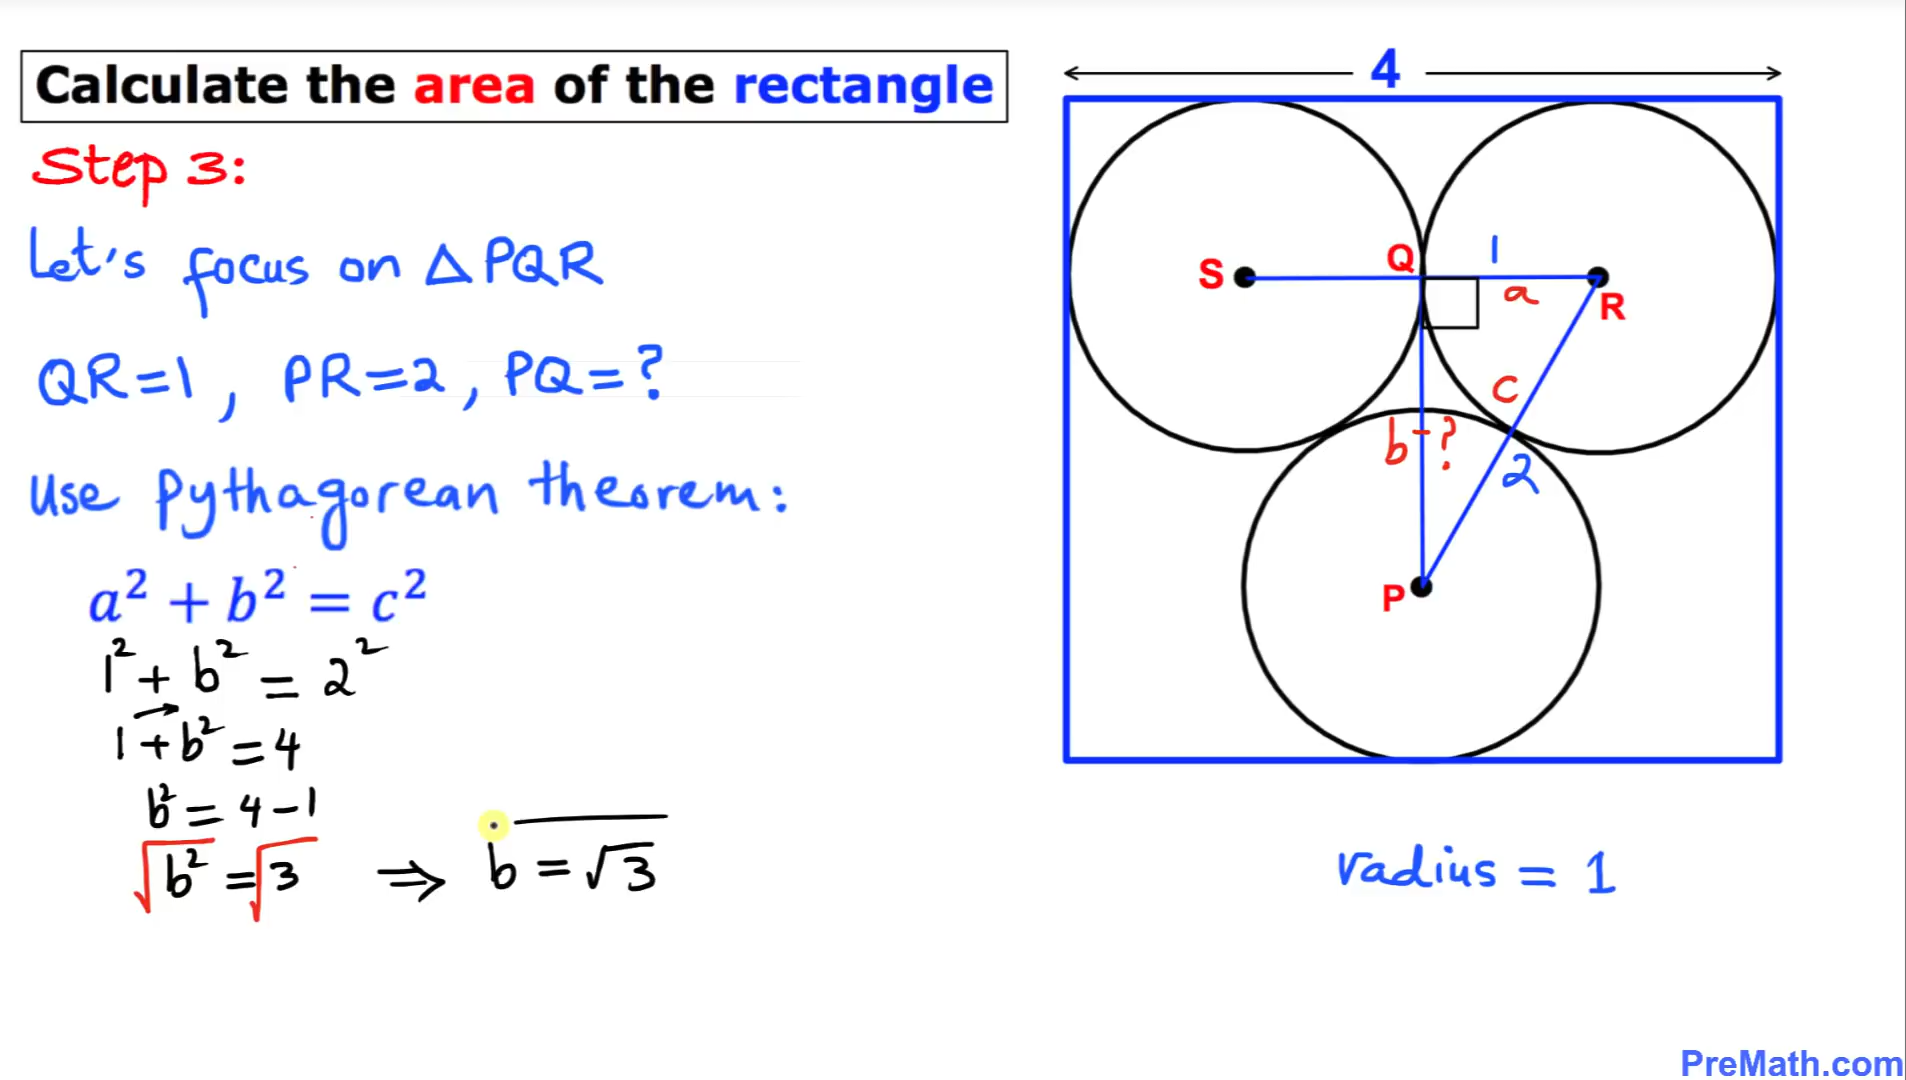 Calculate the area of the rectangle
Step 3:
Let's focus on △PQR
QR=1, PR=2, PQ=?
Use Pythagorean theorem:
a² + b² = c²
1² + b² = 2²
1 + b² = 4
b² = 4 - 1
√b² = √3 ⇒ b = √3
4
S
Q
1
a
R
c
b = ?
2
P
radius = 1
PreMath.com